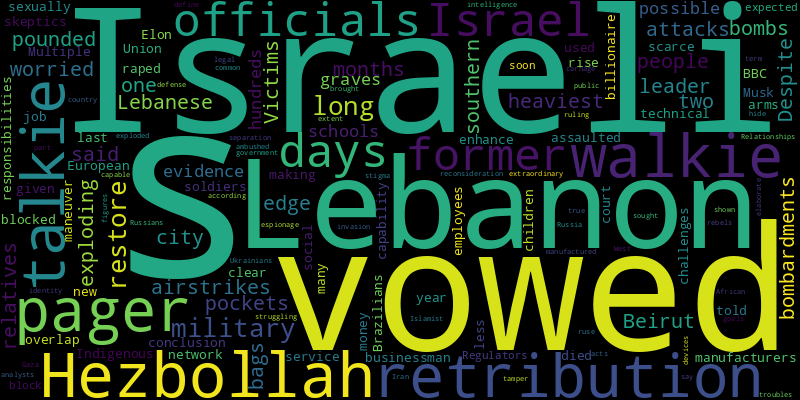 sexually
define
officials
Israel
intelligence
possible
expected
skeptics
Elon
Israeli
attacks
bombs
pounded
Union
Multiple
raped
months
southern
used
rise
billionaire
scarce
BBC
Despite
worried
one
graves
people
Musk
responsibilities
talkie
Lebanese
legal
common
hundreds
Victims
long
soon
public
leader
term
arms
country
defense
brought
courage
heaviest
two
technical
hide
job
exploded
extent
schools
ruling
enhance
Relationships
last
part
said
S
separation
ambushed
government
days
former
walkie
assaulted
European
evidence
stigma
reconsideration
extraordinary
given
capable
soldiers
making
Lebanon
employees
children
court
shown
elaborate
bombardments
blocked
maneuver
exploding
restore
figures
according
edge
social
capability
true
sought
rebels
Russians
espionage
invasion
Russia
challenges
relatives
city
clear
many
Brazilians
vowed
manufactured
West
Ukrainians
airstrikes
year
African
identity
new
struggling
money
Islamist
told
goals
pager
pockets
Beirut
military
less
ruse
devices
overlap
conclusion
Gaza
Indigenous
network
bags
service
businessman
Regulators
died
acts
manufacturers
analysts
block
Hezbollah
Iran
retribution
tamper
say
troubles